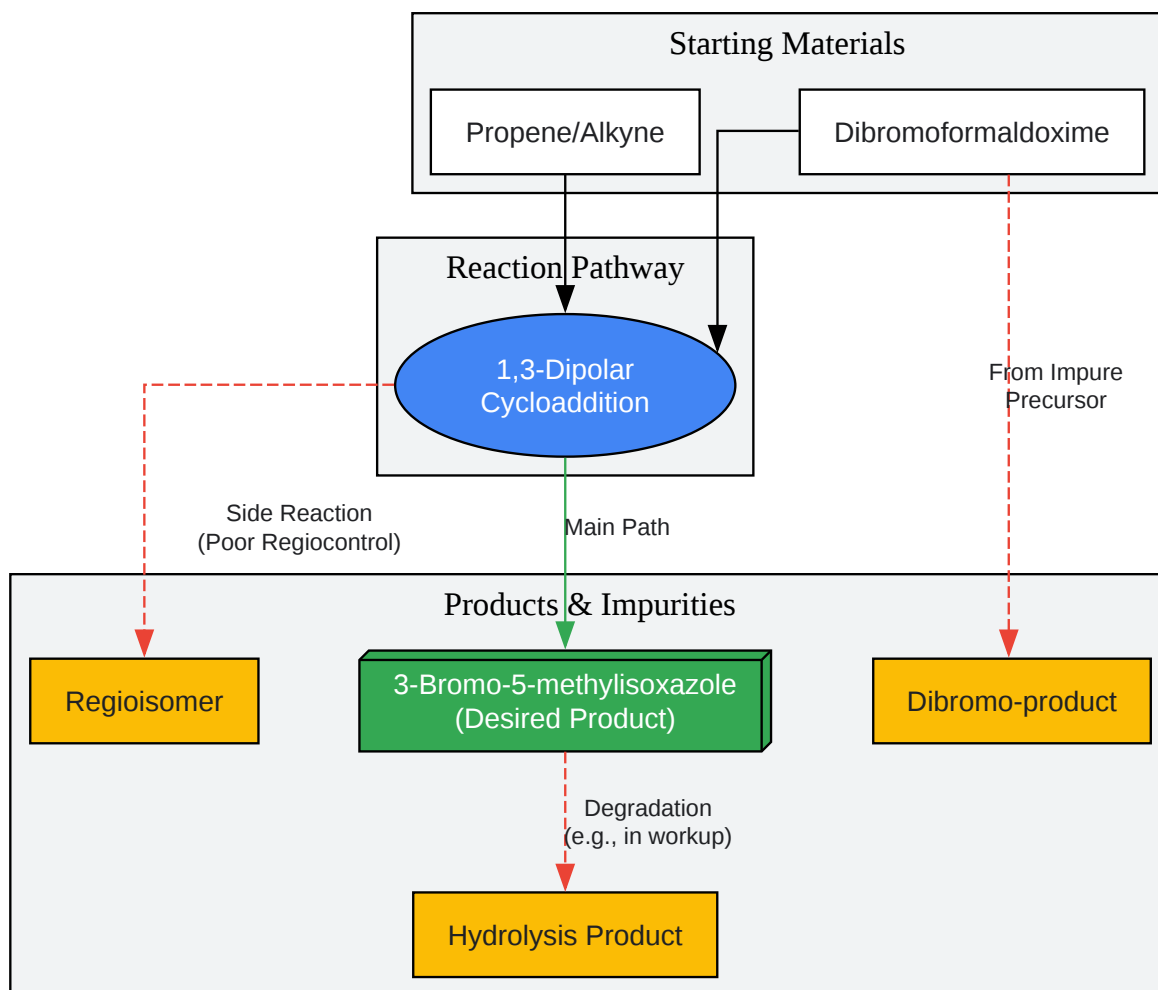 Starting Materials
Propene/Alkyne
Dibromoformaldoxime
Reaction Pathway
1,3-Dipolar
Cycloaddition
From Impure
Precursor
Side Reaction
(Poor Regiocontrol)
Main Path
Products & Impurities
Regioisomer
3-Bromo-5-methylisoxazole
(Desired Product)
Dibromo-product
Degradation
(e.g., in workup)
Hydrolysis Product